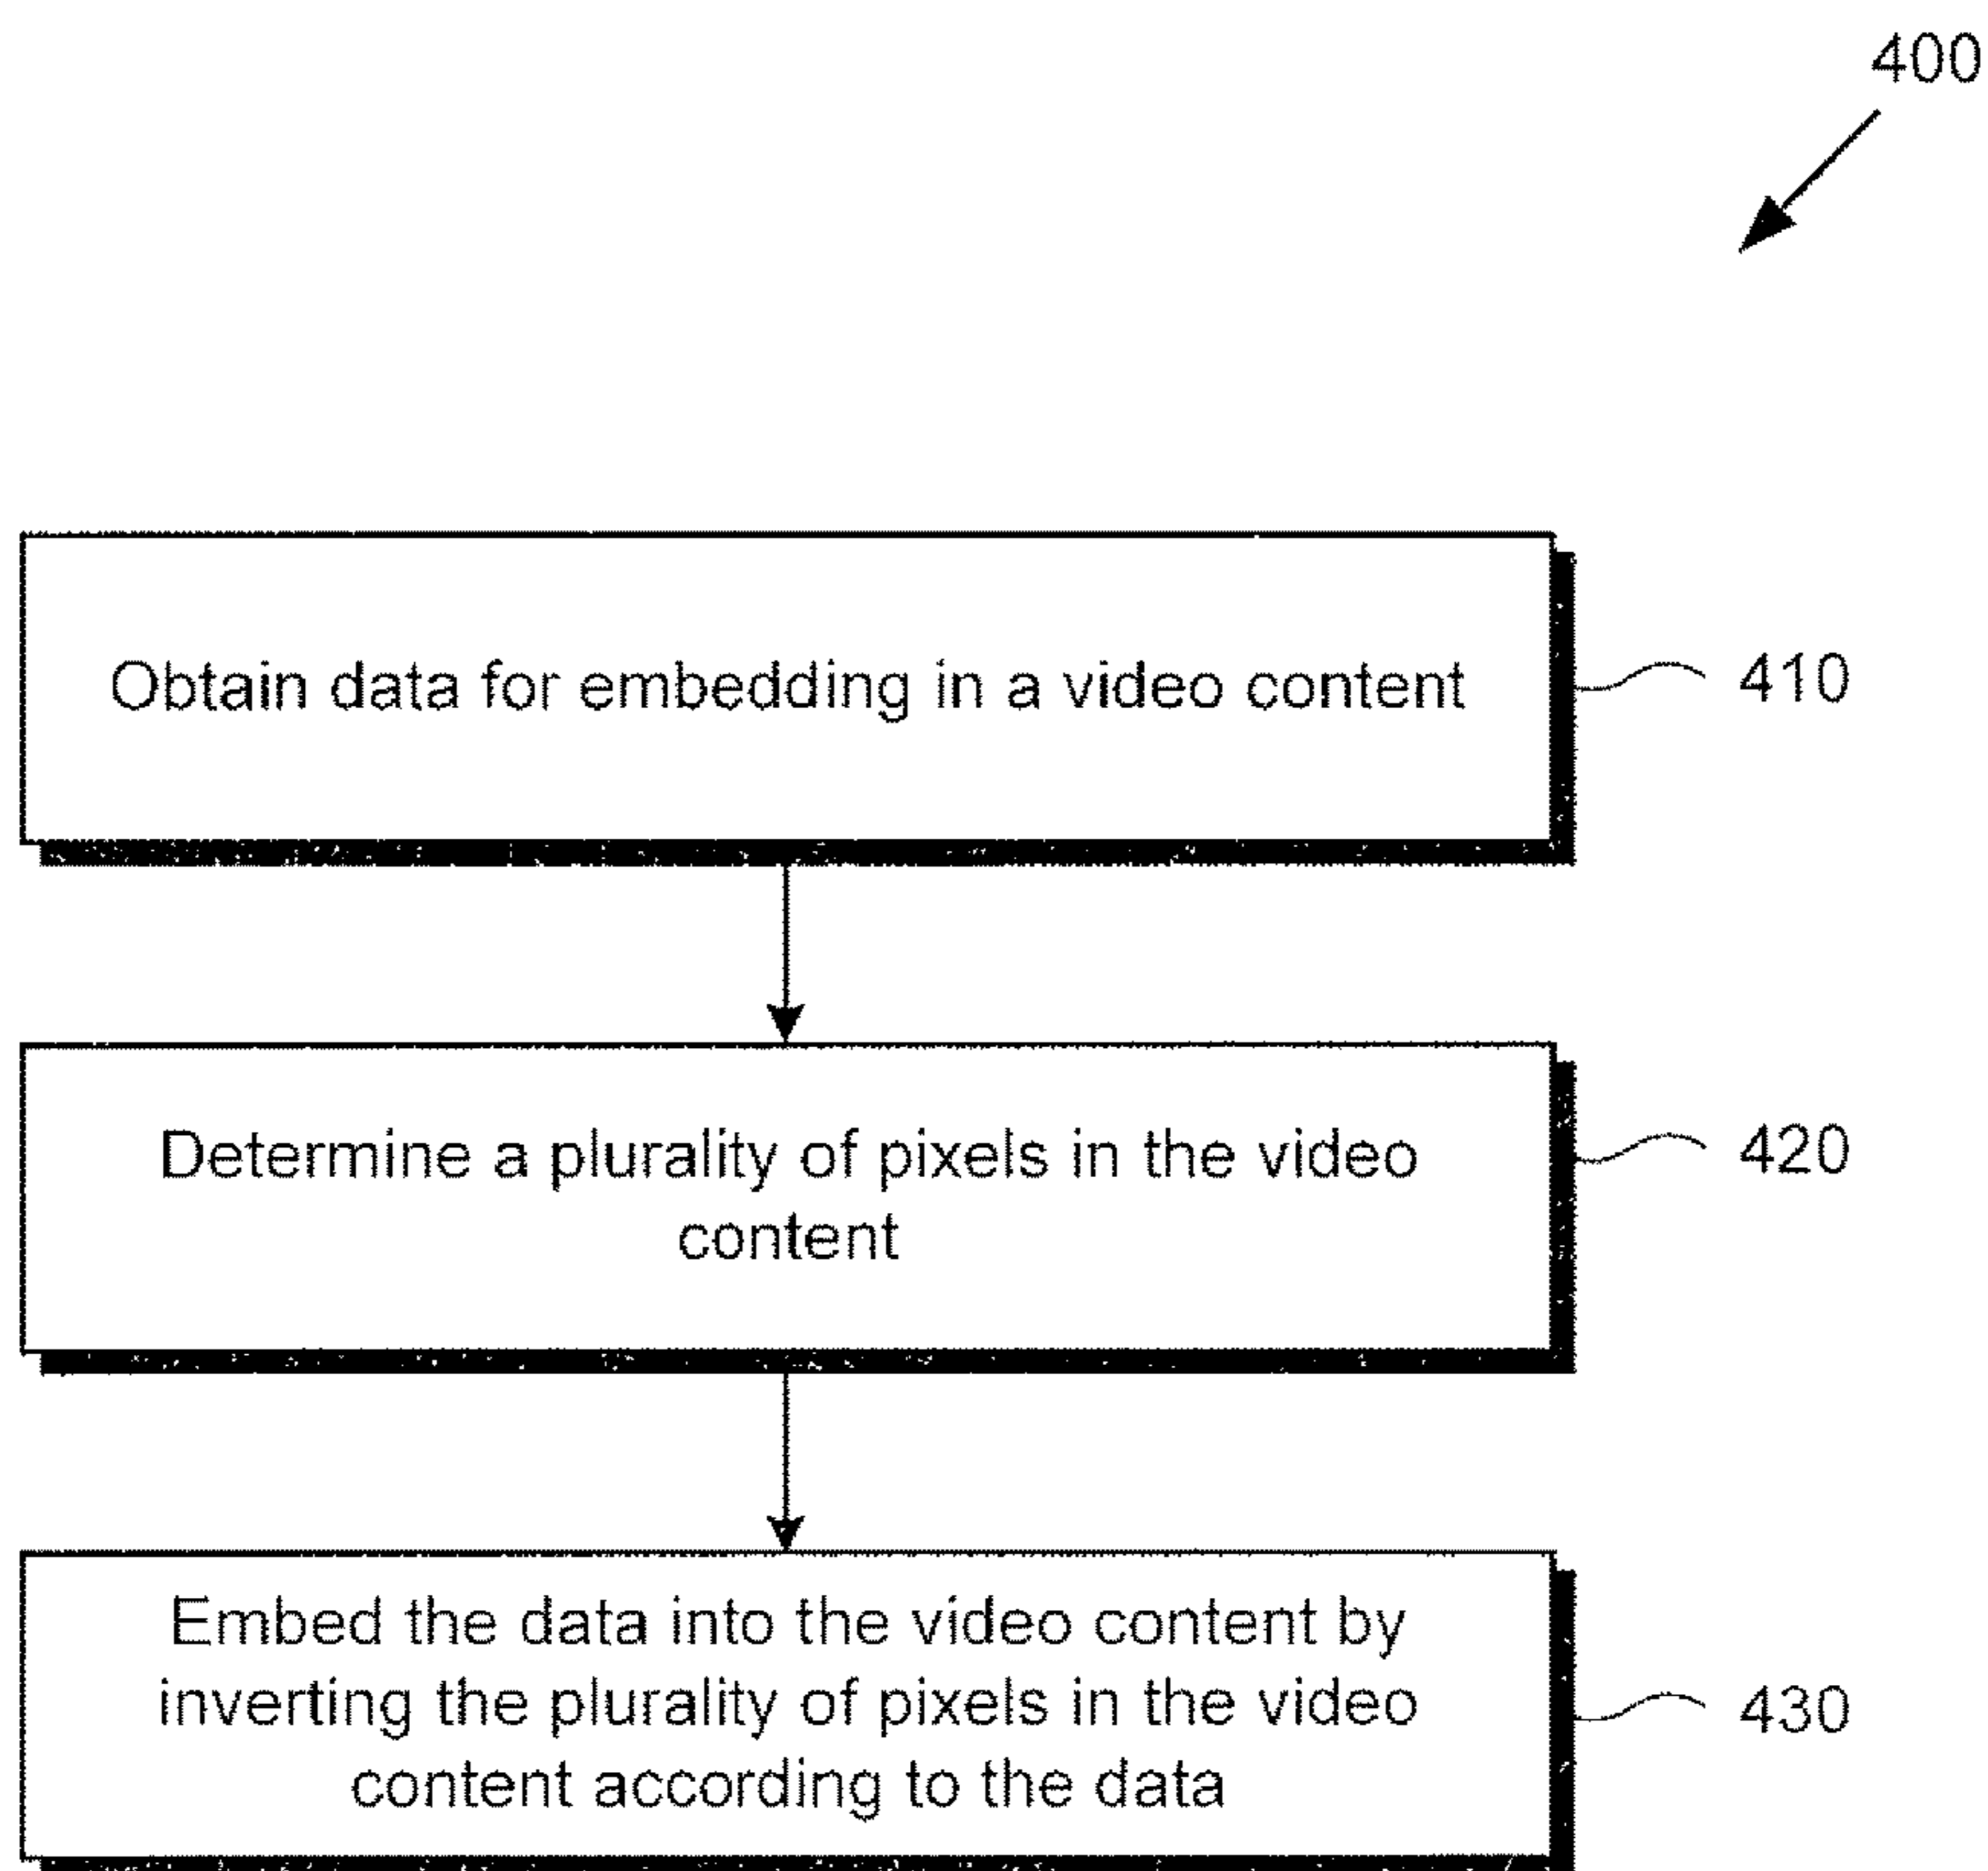 400
Obtain data for embedding in a video content
410
Determine a plurality of pixels in the video
content
420
Embed the data into the video content by
inverting the plurality of pixels in the video
content according to the data
430